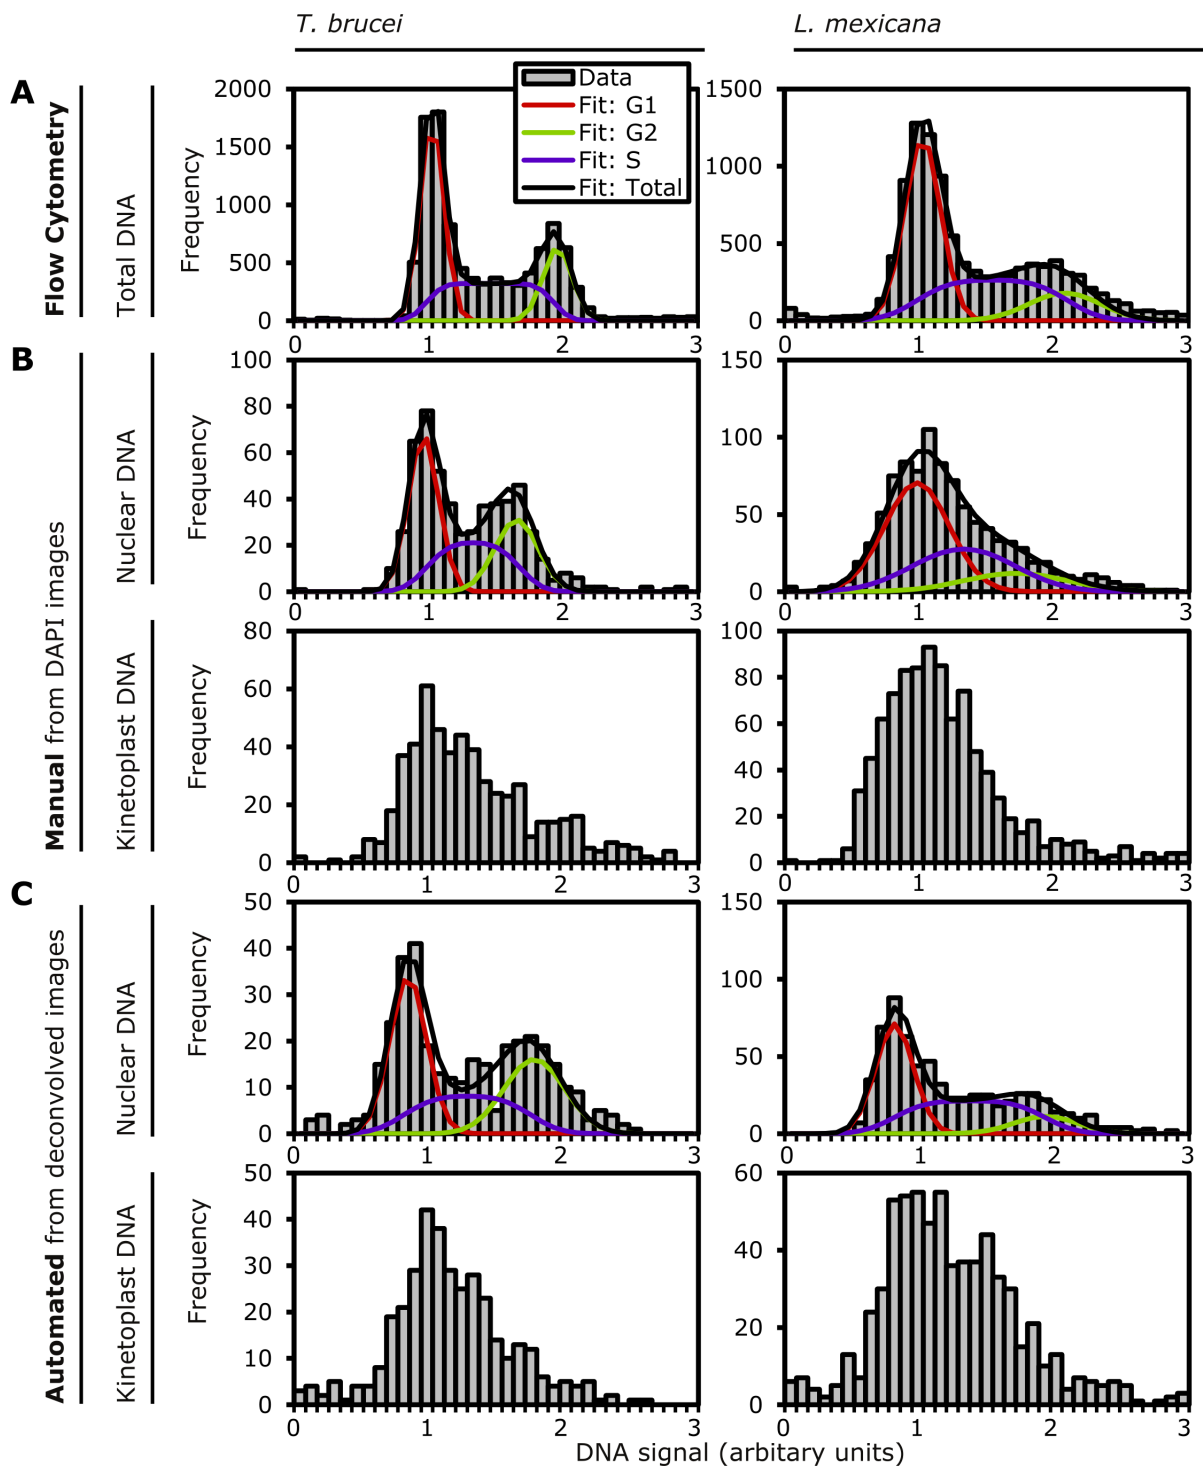 T. brucei
L. mexicana
A
Flow Cytometry
Total DNA
Frequency
2000
1500
1000
500
0
0 1 2 3
Data
Fit: G1
Fit: G2
Fit: S
Fit: Total
1500
1000
500
0
0 1 2 3
B
Manual from DAPI images
Nuclear DNA
Frequency
100
80
60
40
20
0
0 1 2 3
Frequency
150
100
50
0
0 1 2 3
Kinetoplast DNA
Frequency
80
60
40
20
0
0 1 2 3
Frequency
100
80
60
40
20
0
0 1 2 3
C
Automated from deconvolved images
Nuclear DNA
Frequency
50
40
30
20
10
0
0 1 2 3
Frequency
150
100
50
0
0 1 2 3
Kinetoplast DNA
Frequency
50
40
30
20
10
0
0 1 2 3
Frequency
60
40
20
0
0 1 2 3
DNA signal (arbitary units)